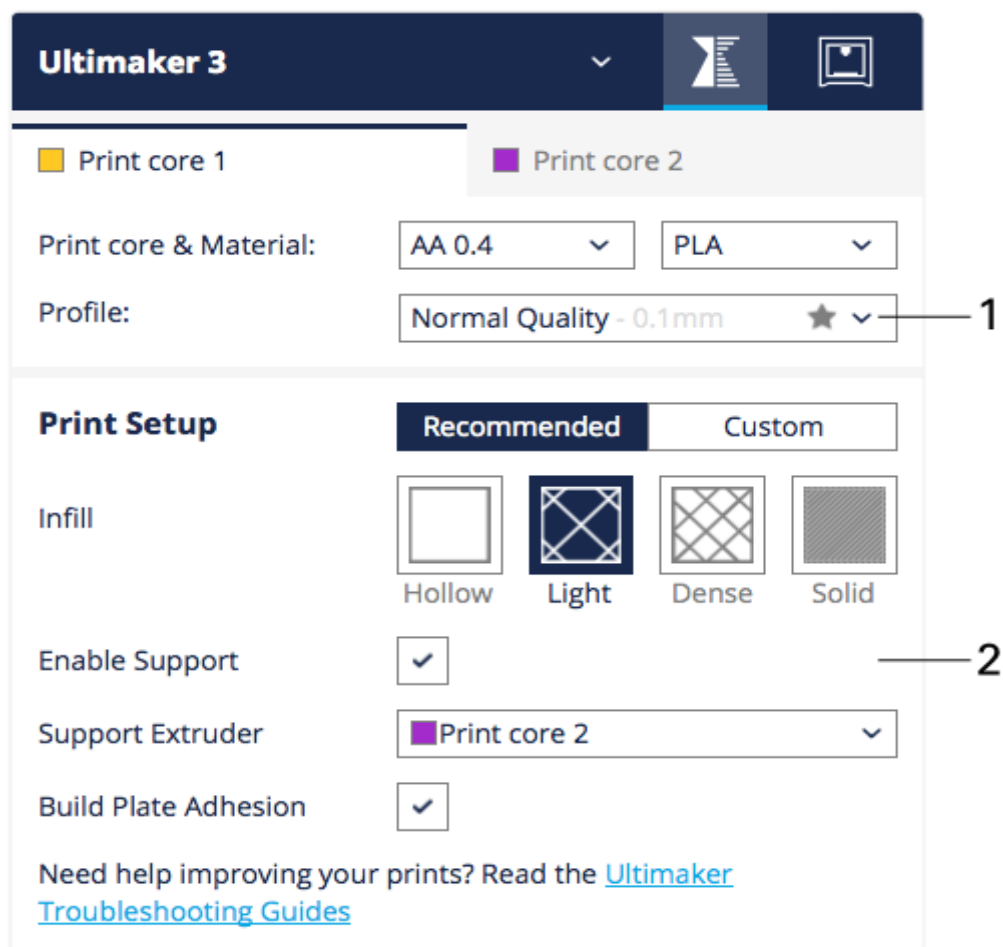 Ultimaker 3
Print core 1
Print core 2
Print core & Material:
AA 0.4
PLA
Profile:
Normal Quality - 0.1mm
1
Print Setup
Recommended
Custom
Infill
Hollow
Light
Dense
Solid
Enable Support
2
Support Extruder
Print core 2
Build Plate Adhesion
Need help improving your prints? Read the Ultimaker
Troubleshooting Guides